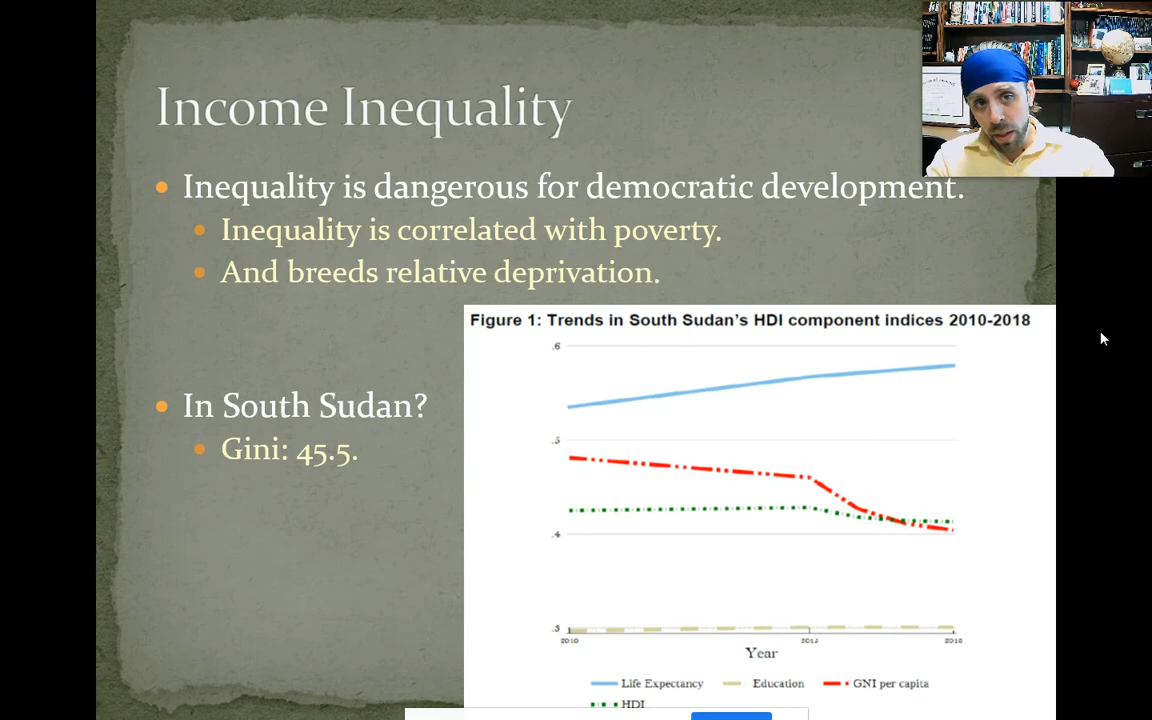 Income Inequality
Inequality is dangerous for democratic development.
Inequality is correlated with poverty.
And breeds relative deprivation.
In South Sudan?
Gini: 45.5.
Figure 1: Trends in South Sudan's HDI component indices 2010-2018
.6
.5
.4
.3
2010
2018
Year
Life Expectancy
Education
GNI per capita
HDI